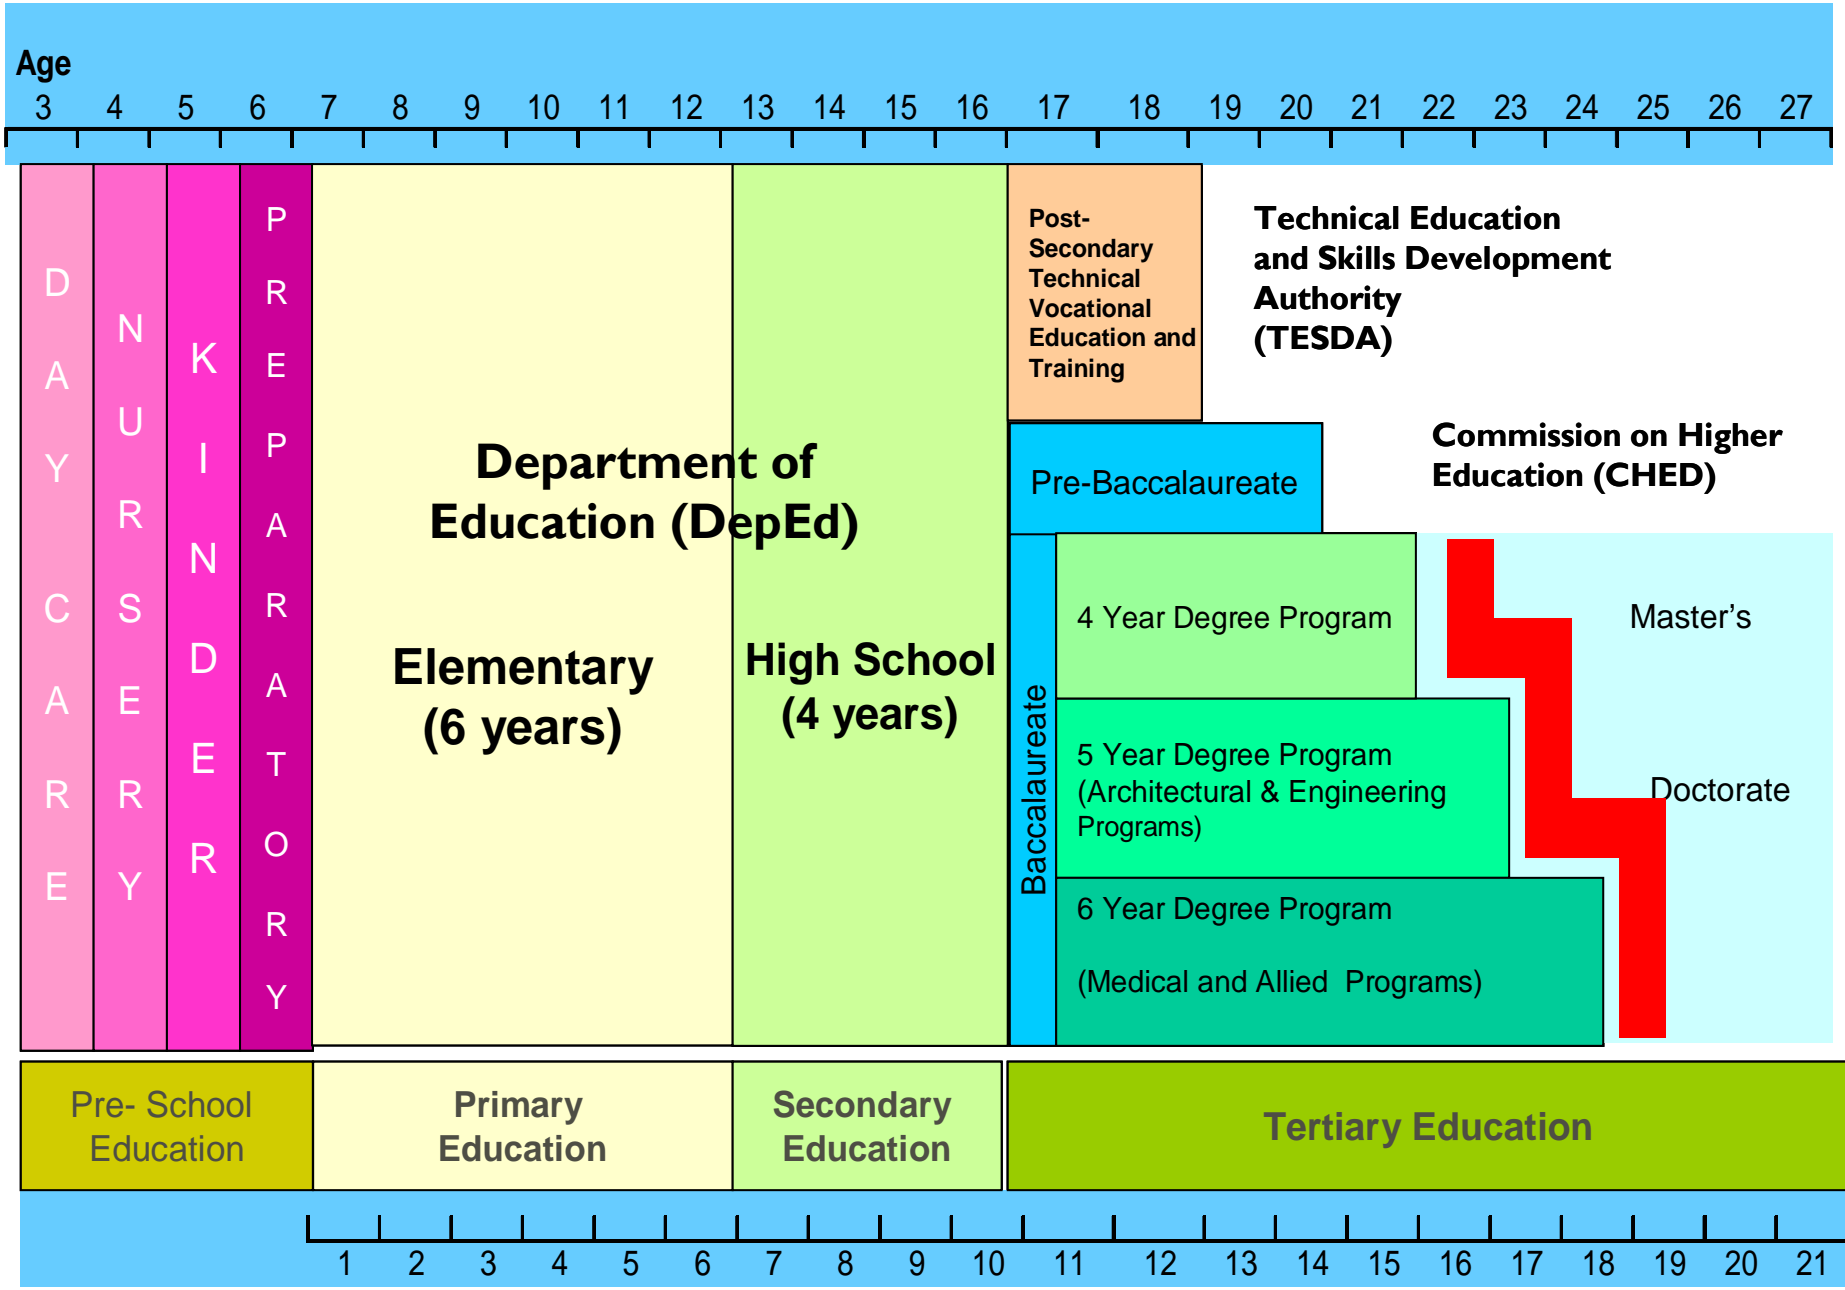 Age
3 4 5 6 7 8 9 10 11 12 13 14 15 16 17 18 19 20 21 22 23 24 25 26 27
DAY CARE
NURSERY
KINDER
PREPARATORY
Department of
Education (DepEd)
Elementary
(6 years)
High School
(4 years)
Post-
Secondary
Technical
Vocational
Education and
Training
Technical Education
and Skills Development
Authority
(TESDA)
Pre-Baccalaureate
Commission on Higher
Education (CHED)
Baccalaureate
4 Year Degree Program
5 Year Degree Program
(Architectural & Engineering
Programs)
6 Year Degree Program
(Medical and Allied Programs)
Master’s
Doctorate
Pre- School
Education
Primary
Education
Secondary
Education
Tertiary Education
1 2 3 4 5 6 7 8 9 10 11 12 13 14 15 16 17 18 19 20 21